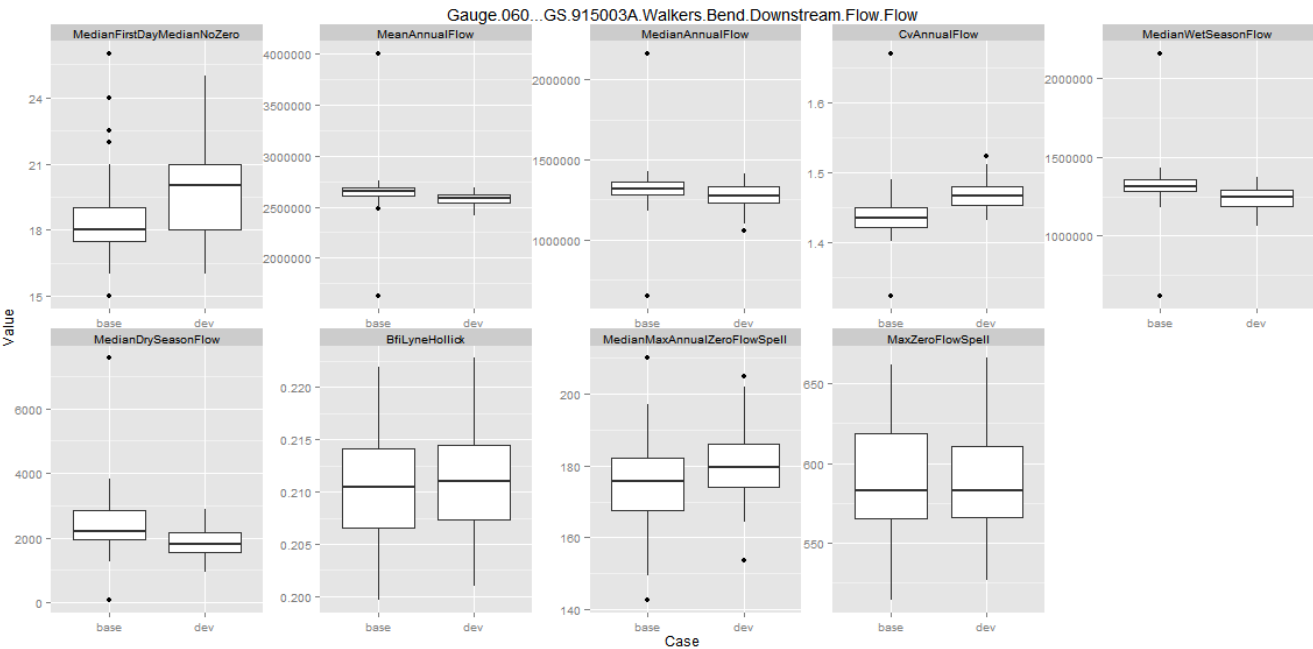 Gauge.060...GS.915003A.Walkers.Bend.Downstream.Flow.Flow
MedianFirstDayMedianNoZero
24
21
18
15
base dev
MeanAnnualFlow
4000000
3500000
3000000
2500000
2000000
base dev
MedianAnnualFlow
2000000
1500000
1000000
base dev
CvAnnualFlow
1.6
1.5
1.4
base dev
MedianWetSeasonFlow
2000000
1500000
1000000
base dev
Value
MedianDrySeasonFlow
6000
4000
2000
0
base dev
BfiLyneHollick
0.220
0.215
0.210
0.205
0.200
base dev
MedianMaxAnnualZeroFlowSpell
200
180
160
140
base dev
MaxZeroFlowSpell
650
600
550
base dev
Case